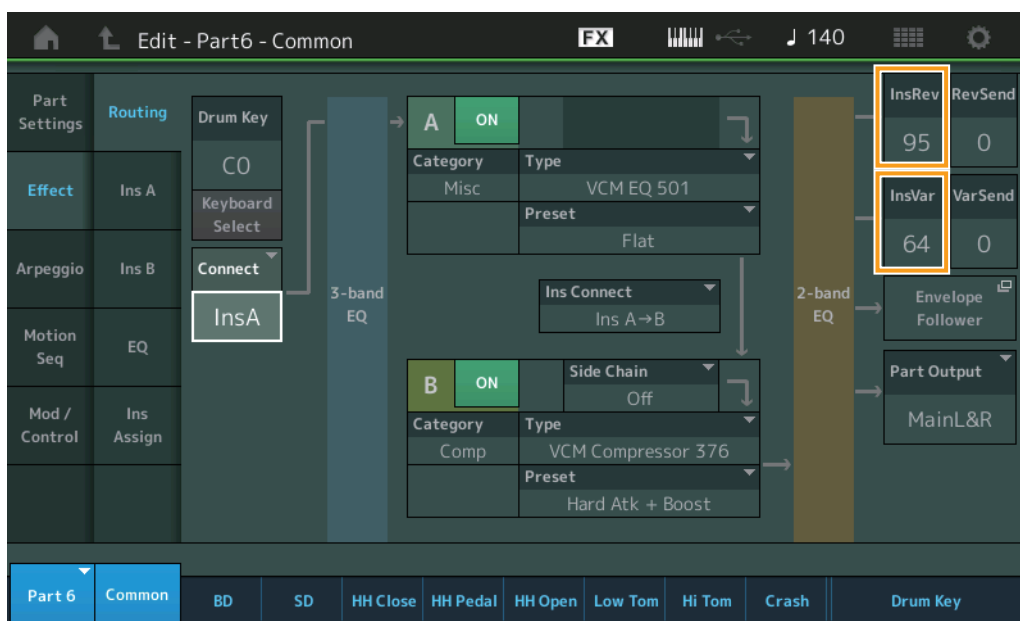 Edit - Part6 - Common
FX
♩ 140
Part
Settings
Effect
Arpeggio
Motion
Seq
Mod /
Control
Routing
Ins A
Ins B
EQ
Ins
Assign
Drum Key
C0
Keyboard
Select
Connect
InsA
3-band
EQ
A
ON
Category
Misc
Type
VCM EQ 501
Preset
Flat
Ins Connect
Ins A→B
B
ON
Side Chain
Off
Category
Comp
Type
VCM Compressor 376
Preset
Hard Atk + Boost
2-band
EQ
InsRev
95
RevSend
0
InsVar
64
VarSend
0
Envelope
Follower
Part Output
MainL&R
Part 6
Common
BD
SD
HH Close
HH Pedal
HH Open
Low Tom
Hi Tom
Crash
Drum Key